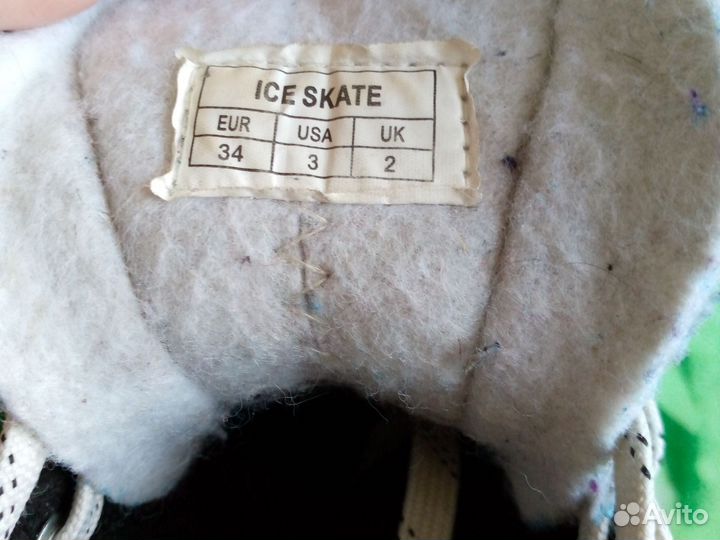 ICE SKATE
EUR USA UK
34 3 2
Avito